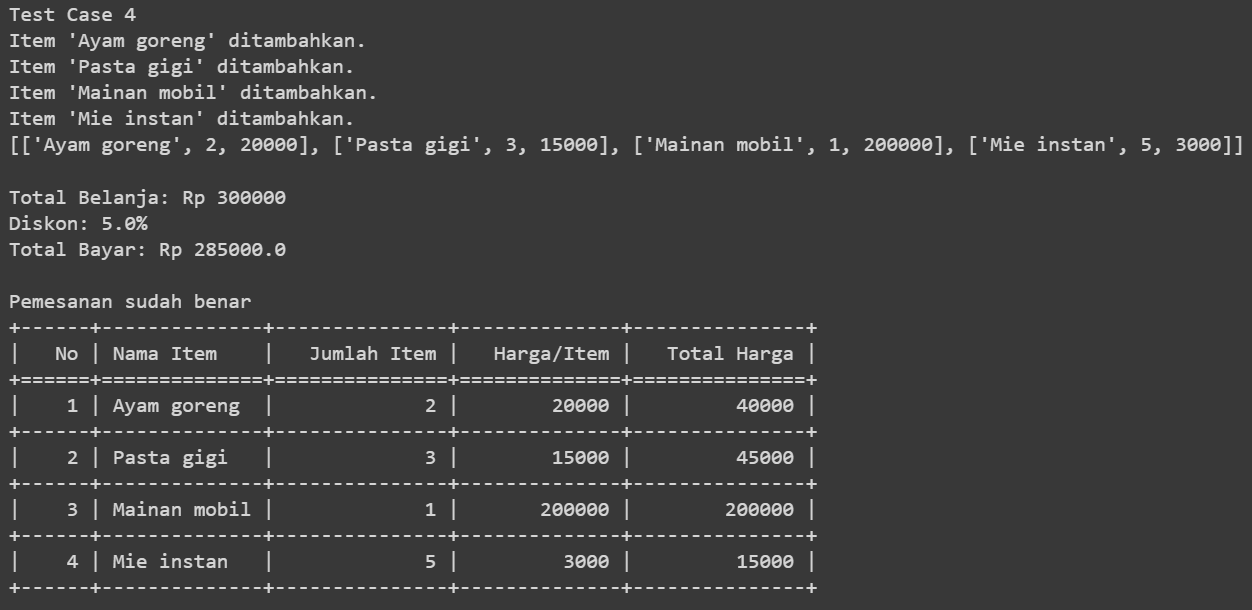 Test Case 4
Item 'Ayam goreng' ditambahkan.
Item 'Pasta gigi' ditambahkan.
Item 'Mainan mobil' ditambahkan.
Item 'Mie instan' ditambahkan.
[['Ayam goreng', 2, 20000], ['Pasta gigi', 3, 15000], ['Mainan mobil', 1, 200000], ['Mie instan', 5, 3000]]

Total Belanja: Rp 300000
Diskon: 5.0%
Total Bayar: Rp 285000.0

Pemesanan sudah benar
+------+--------------+---------------+--------------+---------------+
|   No | Nama Item    |   Jumlah Item |   Harga/Item |   Total Harga |
+======+==============+===============+==============+===============+
|    1 | Ayam goreng  |             2 |        20000 |         40000 |
+------+--------------+---------------+--------------+---------------+
|    2 | Pasta gigi   |             3 |        15000 |         45000 |
+------+--------------+---------------+--------------+---------------+
|    3 | Mainan mobil |             1 |       200000 |        200000 |
+------+--------------+---------------+--------------+---------------+
|    4 | Mie instan   |             5 |         3000 |         15000 |
+------+--------------+---------------+--------------+---------------+